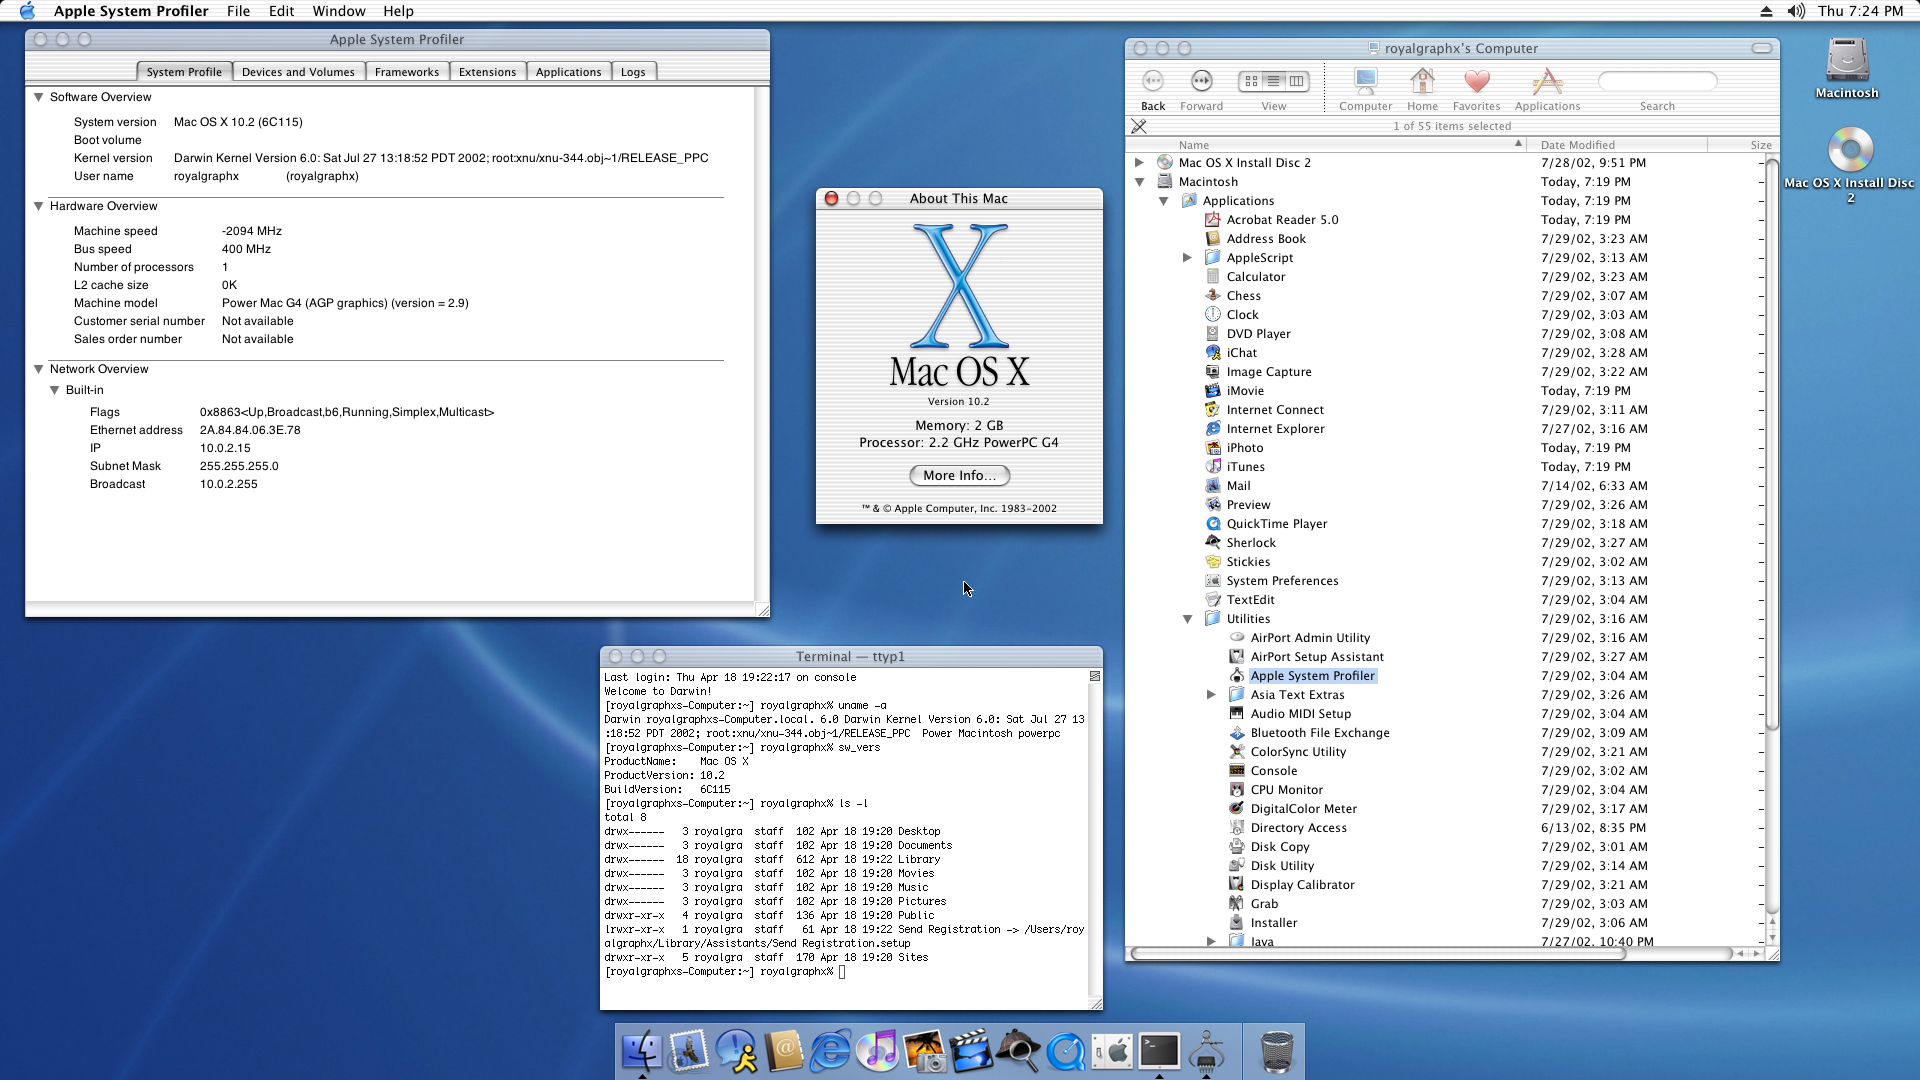 Apple System Profiler File Edit Window Help
Thu 7:24 PM
Apple System Profiler
System Profile Devices and Volumes Frameworks Extensions Applications Logs
Software Overview
System version Mac OS X 10.2 (6C115)
Boot volume
Kernel version Darwin Kernel Version 6.0: Sat Jul 27 13:18:52 PDT 2002; root:xnu/xnu-344.obj~1/RELEASE_PPC
User name royalgraphx (royalgraphx)
Hardware Overview
Machine speed -2094 MHz
Bus speed 400 MHz
Number of processors 1
L2 cache size 0K
Machine model Power Mac G4 (AGP graphics) (version = 2.9)
Customer serial number Not available
Sales order number Not available
Network Overview
Built-in
Flags 0x8863<Up,Broadcast,b6,Running,Simplex,Multicast>
Ethernet address 2A.84.84.06.3E.78
IP 10.0.2.15
Subnet Mask 255.255.255.0
Broadcast 10.0.2.255
About This Mac
Mac OS X
Version 10.2
Memory: 2 GB
Processor: 2.2 GHz PowerPC G4
More Info...
™ & © Apple Computer, Inc. 1983-2002
Terminal — ttyp1
Last login: Thu Apr 18 19:22:17 on console
Welcome to Darwin!
[royalgraphxs-Computer:~] royalgraphx% uname -a
Darwin royalgraphxs-Computer.local. 6.0 Darwin Kernel Version 6.0: Sat Jul 27 13
:18:52 PDT 2002; root:xnu/xnu-344.obj~1/RELEASE_PPC  Power Macintosh powerpc
[royalgraphxs-Computer:~] royalgraphx% sw_vers
ProductName:    Mac OS X
ProductVersion: 10.2
BuildVersion:   6C115
[royalgraphxs-Computer:~] royalgraphx% ls -l
total 8
drwx------   3 royalgra  staff  102 Apr 18 19:20 Desktop
drwx------   3 royalgra  staff  102 Apr 18 19:20 Documents
drwx------  18 royalgra  staff  612 Apr 18 19:22 Library
drwx------   3 royalgra  staff  102 Apr 18 19:20 Movies
drwx------   3 royalgra  staff  102 Apr 18 19:20 Music
drwx------   3 royalgra  staff  102 Apr 18 19:20 Pictures
drwxr-xr-x   4 royalgra  staff  136 Apr 18 19:20 Public
lrwxr-xr-x   1 royalgra  staff   61 Apr 18 19:22 Send Registration -> /Users/roy
algraphx/Library/Assistants/Send Registration.setup
drwxr-xr-x   5 royalgra  staff  170 Apr 18 19:20 Sites
[royalgraphxs-Computer:~] royalgraphx%
royalgraphx's Computer
Back Forward View Computer Home Favorites Applications Search
1 of 55 items selected
Name Date Modified Size
Mac OS X Install Disc 2 7/28/02, 9:51 PM –
Macintosh Today, 7:19 PM –
Applications Today, 7:19 PM –
Acrobat Reader 5.0 Today, 7:19 PM –
Address Book 7/29/02, 3:23 AM –
AppleScript 7/29/02, 3:13 AM –
Calculator 7/29/02, 3:23 AM –
Chess 7/29/02, 3:07 AM –
Clock 7/29/02, 3:03 AM –
DVD Player 7/29/02, 3:08 AM –
iChat 7/29/02, 3:28 AM –
Image Capture 7/29/02, 3:22 AM –
iMovie Today, 7:19 PM –
Internet Connect 7/29/02, 3:11 AM –
Internet Explorer 7/27/02, 3:16 AM –
iPhoto Today, 7:19 PM –
iTunes Today, 7:19 PM –
Mail 7/14/02, 6:33 AM –
Preview 7/29/02, 3:26 AM –
QuickTime Player 7/29/02, 3:18 AM –
Sherlock 7/29/02, 3:27 AM –
Stickies 7/29/02, 3:02 AM –
System Preferences 7/29/02, 3:13 AM –
TextEdit 7/29/02, 3:04 AM –
Utilities 7/29/02, 3:16 AM –
AirPort Admin Utility 7/29/02, 3:16 AM –
AirPort Setup Assistant 7/29/02, 3:27 AM –
Apple System Profiler 7/29/02, 3:04 AM –
Asia Text Extras 7/29/02, 3:26 AM –
Audio MIDI Setup 7/29/02, 3:04 AM –
Bluetooth File Exchange 7/29/02, 3:09 AM –
ColorSync Utility 7/29/02, 3:21 AM –
Console 7/29/02, 3:02 AM –
CPU Monitor 7/29/02, 3:04 AM –
DigitalColor Meter 7/29/02, 3:17 AM –
Directory Access 6/13/02, 8:35 PM –
Disk Copy 7/29/02, 3:01 AM –
Disk Utility 7/29/02, 3:14 AM –
Display Calibrator 7/29/02, 3:21 AM –
Grab 7/29/02, 3:03 AM –
Installer 7/29/02, 3:06 AM –
Java 7/27/02, 10:40 PM –
Macintosh
Mac OS X Install Disc
2